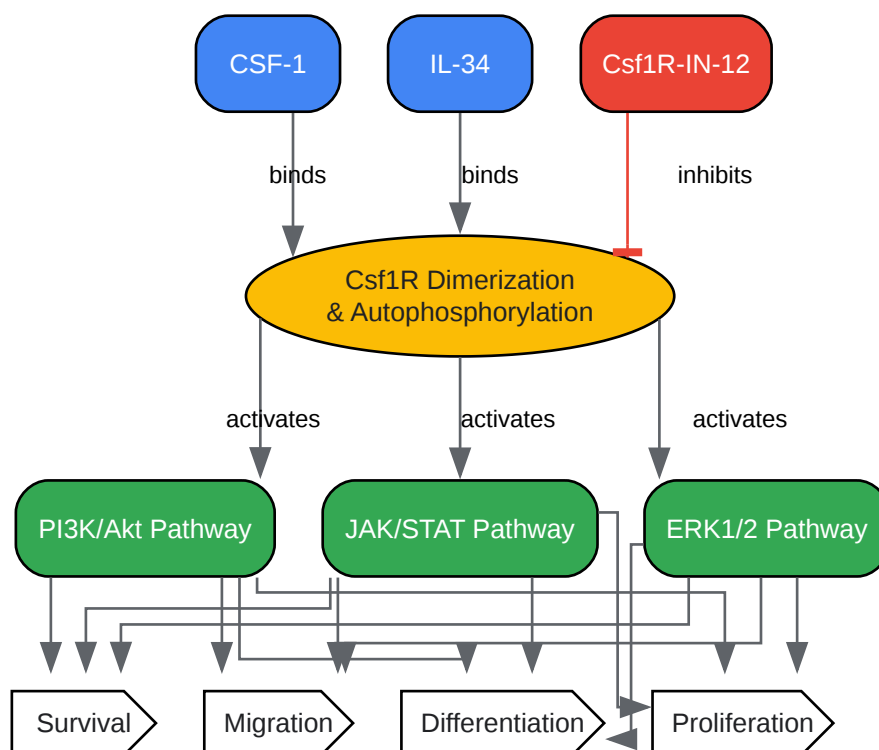 CSF-1
IL-34
Csf1R-IN-12
binds
binds
inhibits
Csf1R Dimerization
& Autophosphorylation
activates
activates
activates
PI3K/Akt Pathway
JAK/STAT Pathway
ERK1/2 Pathway
Survival
Migration
Differentiation
Proliferation